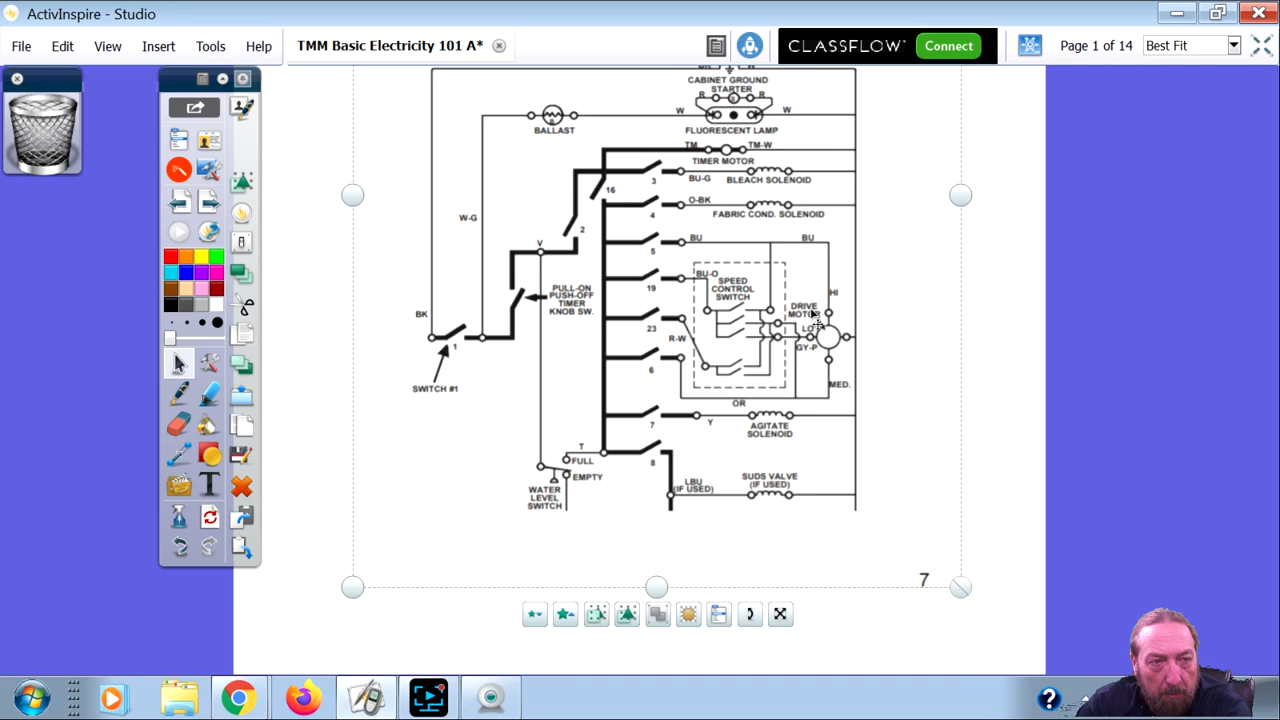 ActivInspire - Studio
File Edit View Insert Tools Help
TMM Basic Electricity 101 A*
CLASSFLOW Connect
Page 1 of 14
Best Fit
CABINET GROUND
STARTER
R R
W W
BALLAST
FLUORESCENT LAMP
TM TM-W
TIMER MOTOR
3
BU-G BLEACH SOLENOID
16
O-BK
4
FABRIC COND. SOLENOID
W-G
2
V
BU BU
5
BU-O
SPEED
CONTROL
SWITCH
19
PULL-ON
PUSH-OFF
TIMER
KNOB SW.
HI
DRIVE
BK
23
LO
R-W
GY-P
1
6
SWITCH #1
MED.
OR
7
Y
AGITATE
SOLENOID
T
FULL
8
EMPTY
WATER
LEVEL
SWITCH
LBU
(IF USED)
SUDS VALVE
(IF USED)
7
T